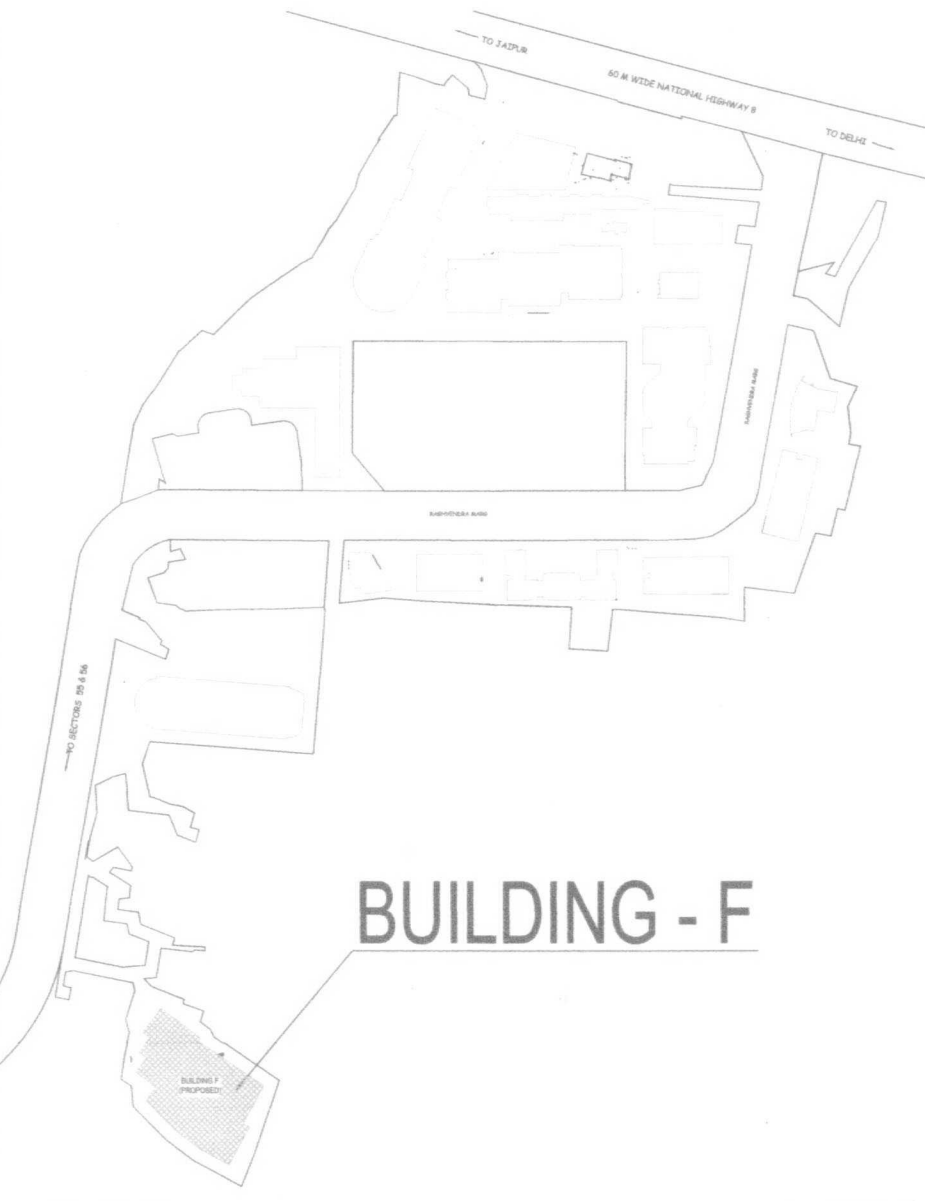 TO JAIPUR
60 M WIDE NATIONAL HIGHWAY 8
TO DELHI
TO SECTORS 55 & 56
BUILDING - F
BUILDING F
(PROPOSED)